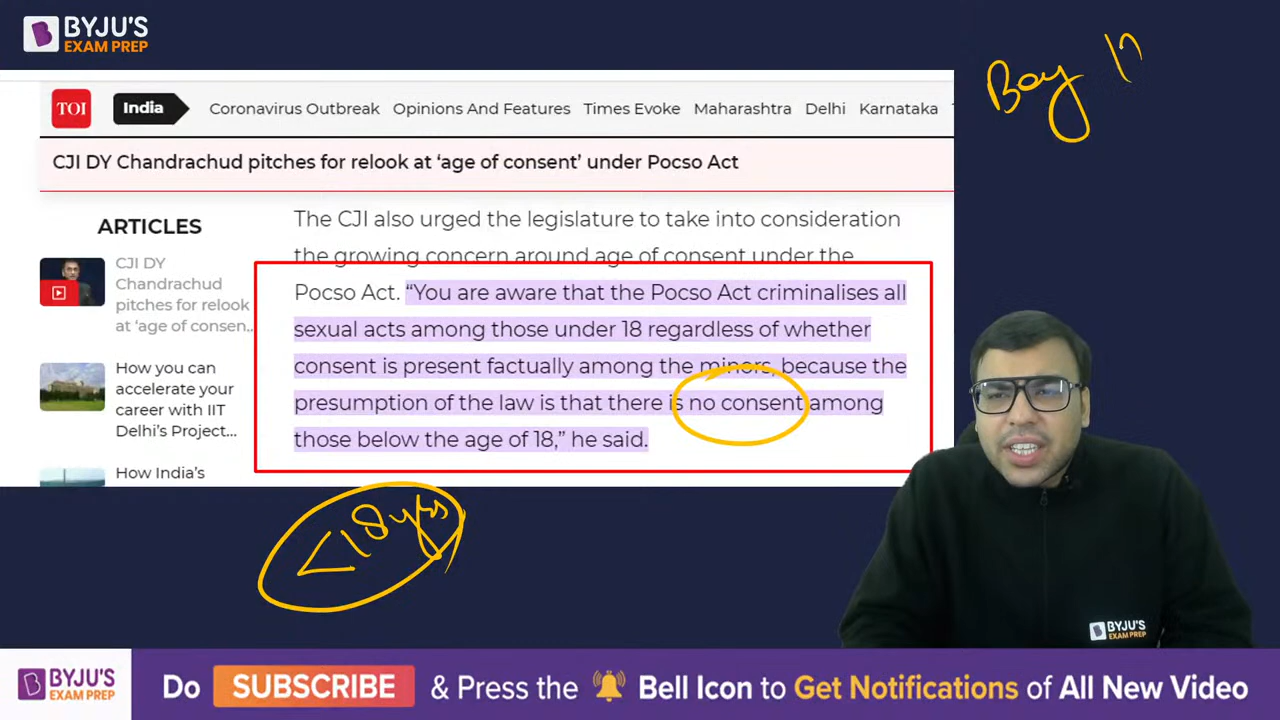 BYJU'S
EXAM PREP
Boy 17
TOI India Coronavirus Outbreak Opinions And Features Times Evoke Maharashtra Delhi Karnataka
CJI DY Chandrachud pitches for relook at ‘age of consent’ under Pocso Act
ARTICLES
CJI DY
Chandrachud
pitches for relook
at ‘age of consen..
How you can
accelerate your
career with IIT
Delhi’s Project...
How India’s
The CJI also urged the legislature to take into consideration
the growing concern around age of consent under the
Pocso Act. “You are aware that the Pocso Act criminalises all
sexual acts among those under 18 regardless of whether
consent is present factually among the minors, because the
presumption of the law is that there is no consent among
those below the age of 18,” he said.
<18 yrs
BYJU'S
EXAM PREP
BYJU'S
EXAM PREP
Do SUBSCRIBE & Press the Bell Icon to Get Notifications of All New Video